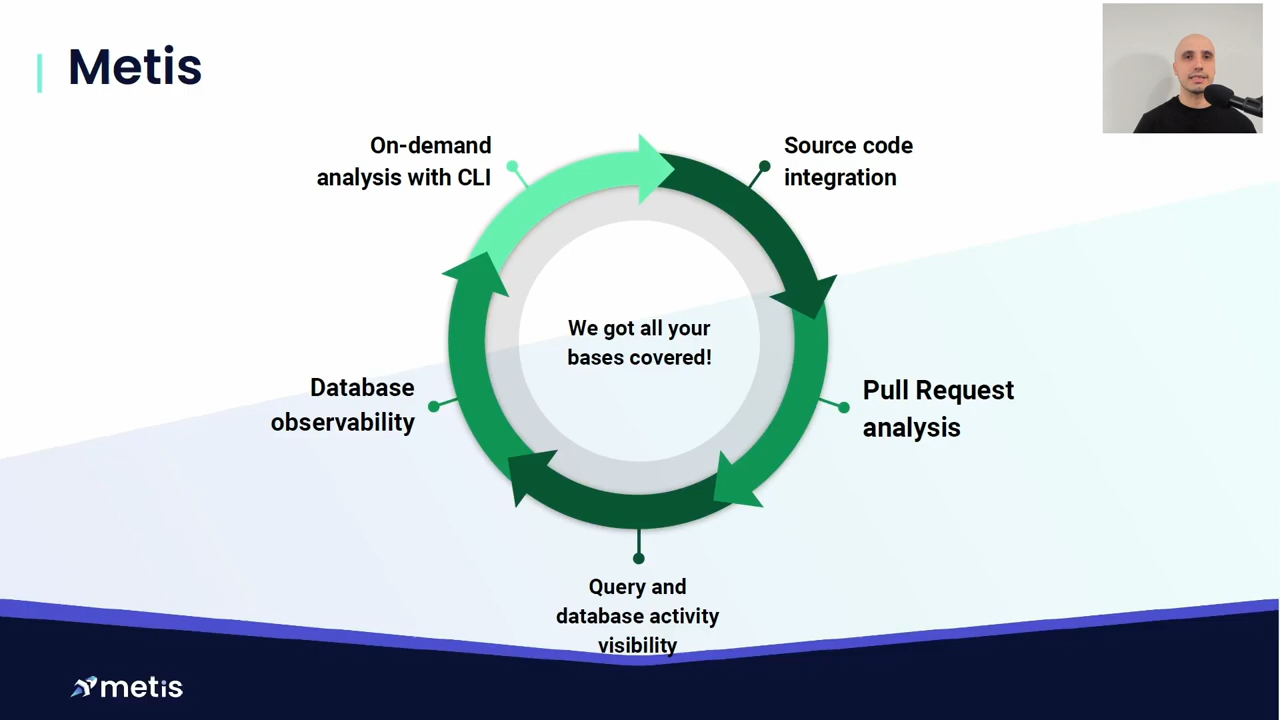 Metis
On-demand
analysis with CLI
Source code
integration
We got all your
bases covered!
Database
observability
Pull Request
analysis
Query and
database activity
visibility
metis